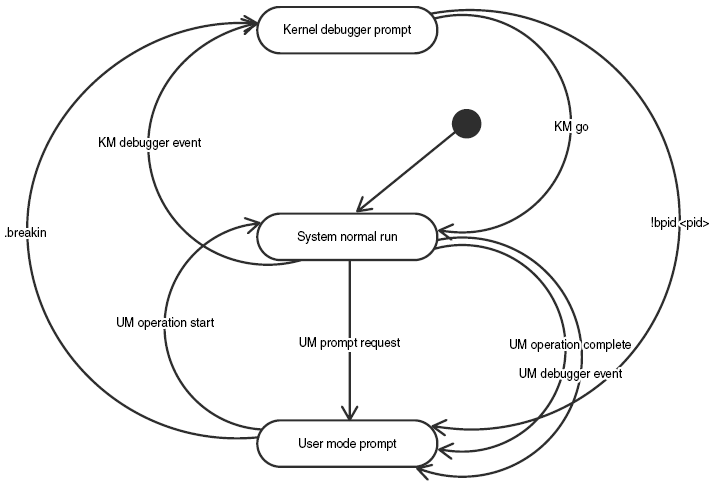 Kernel debugger prompt
KM go
KM debugger event
!bpid <pid>
.breakin
System normal run
UM operation start
UM prompt request
UM operation complete
UM debugger event
User mode prompt